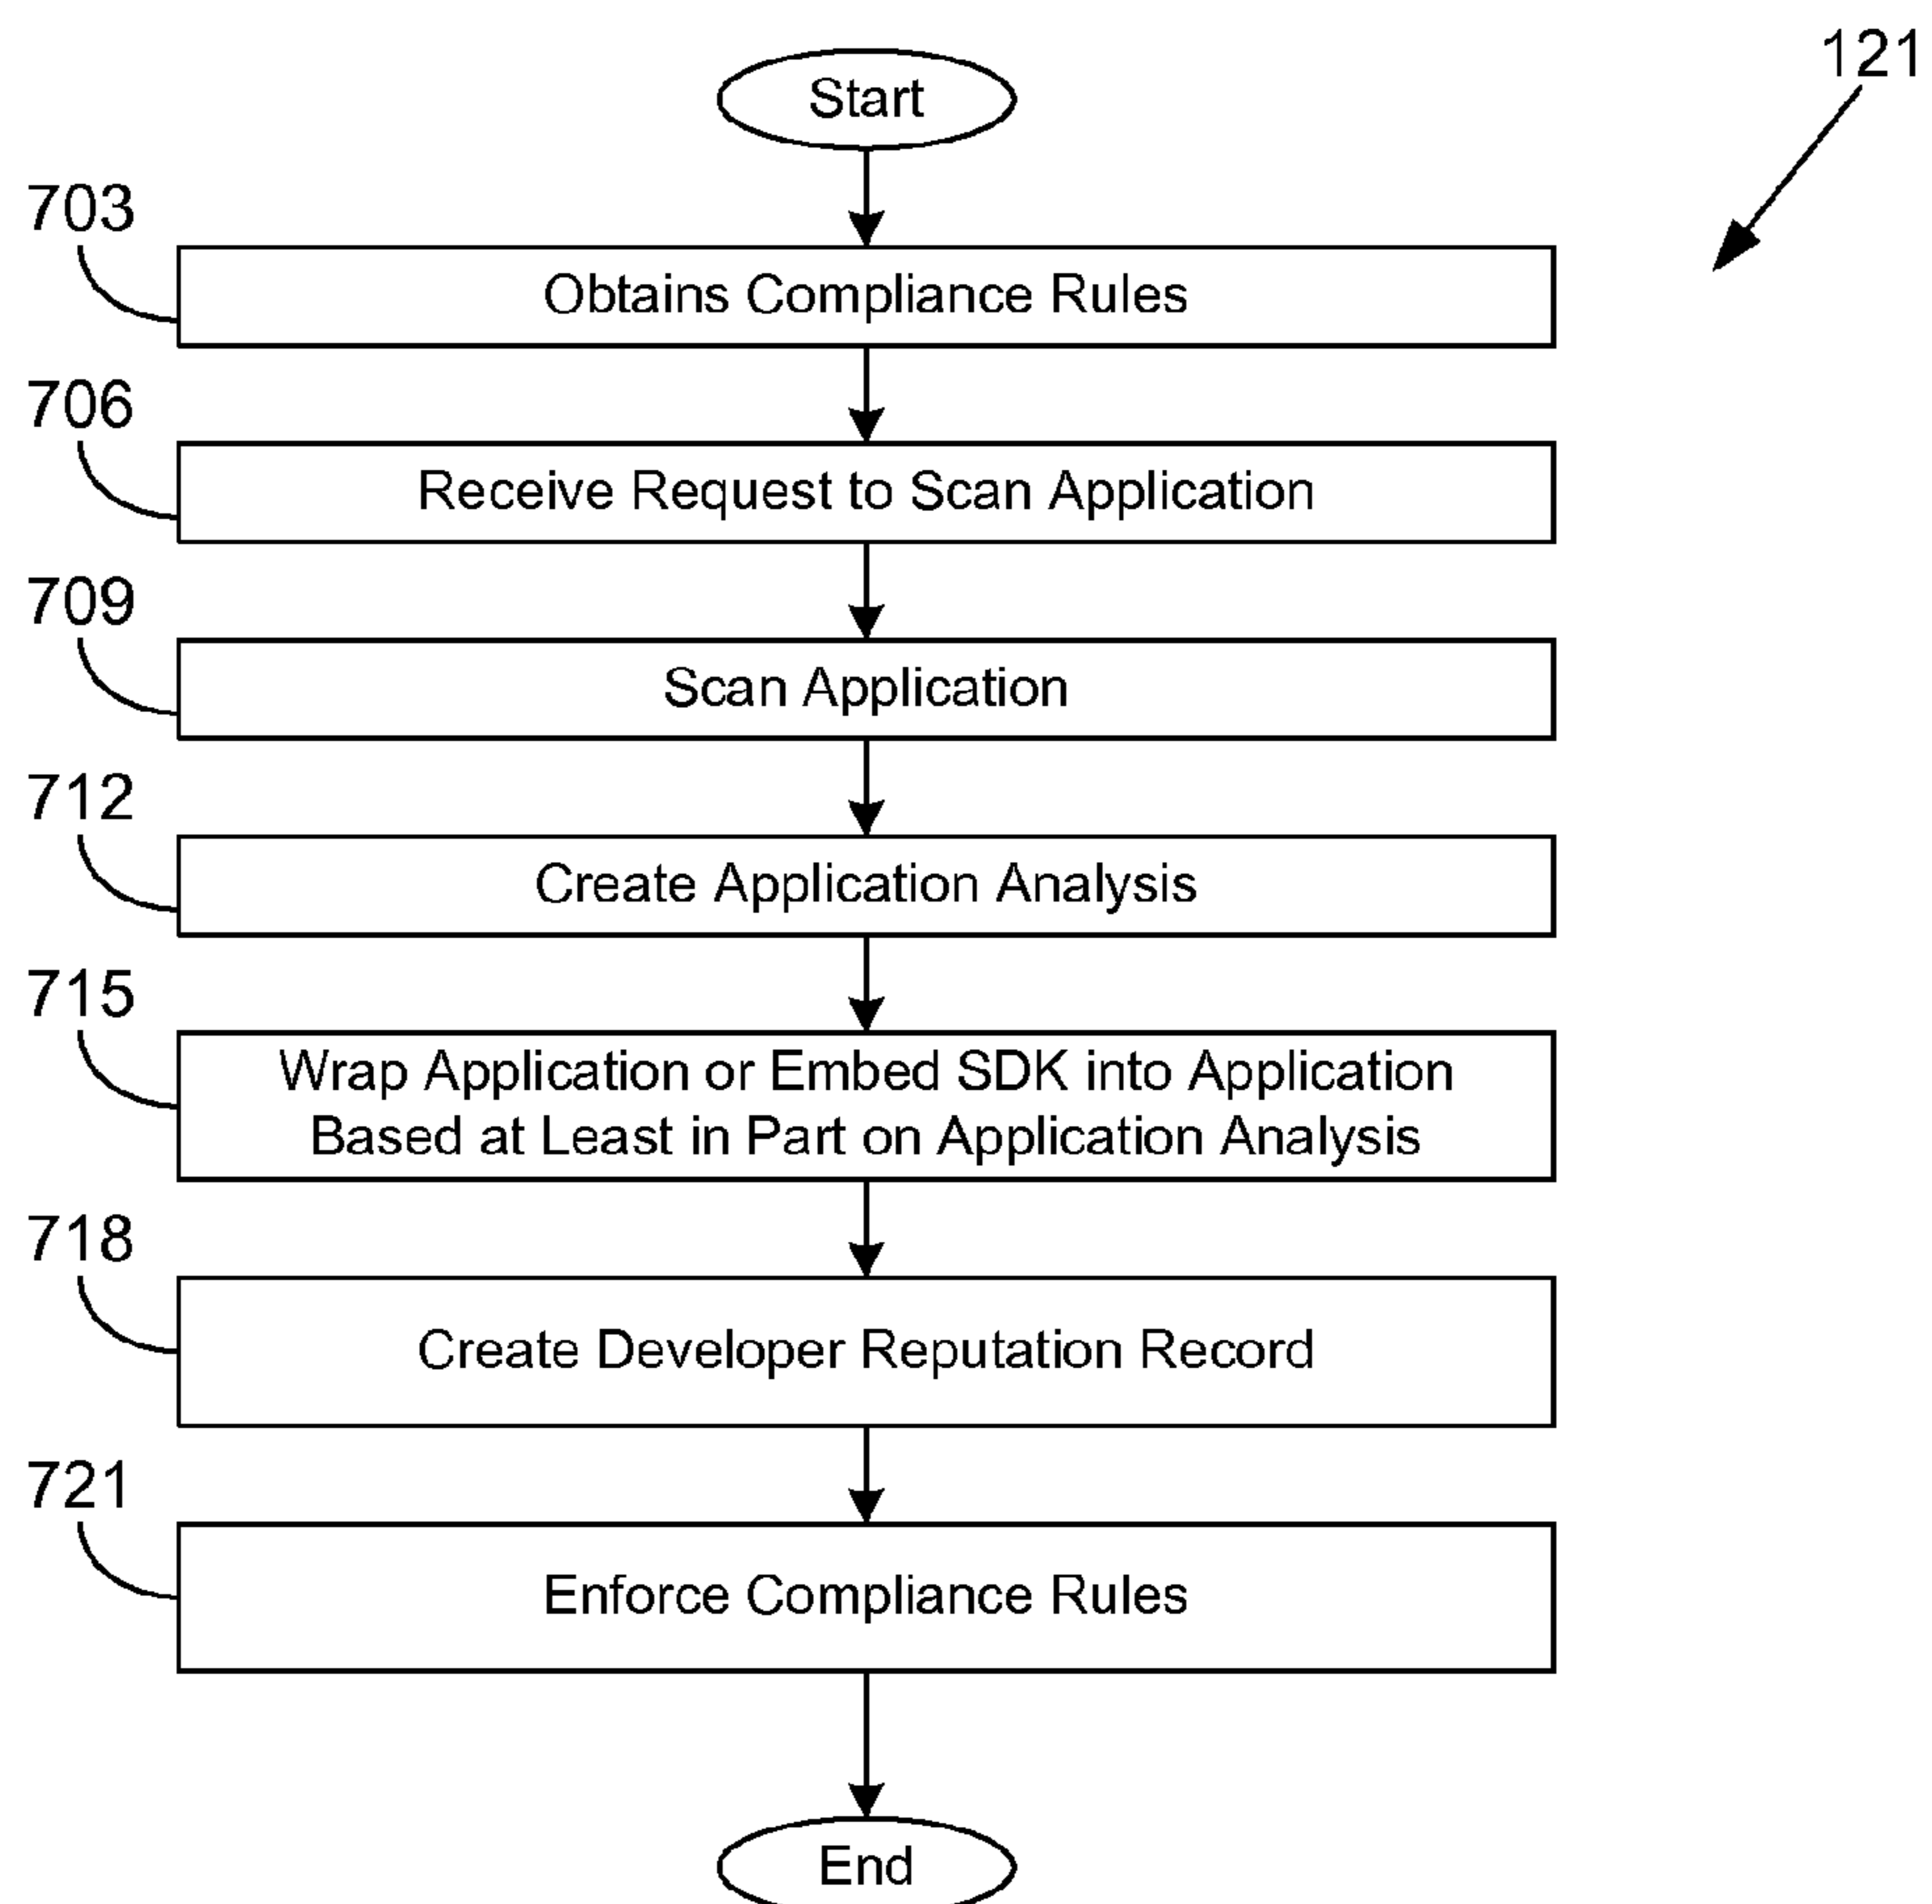 121
Start
703
Obtains Compliance Rules
706
Receive Request to Scan Application
709
Scan Application
712
Create Application Analysis
715
Wrap Application or Embed SDK into Application
Based at Least in Part on Application Analysis
718
Create Developer Reputation Record
721
Enforce Compliance Rules
End